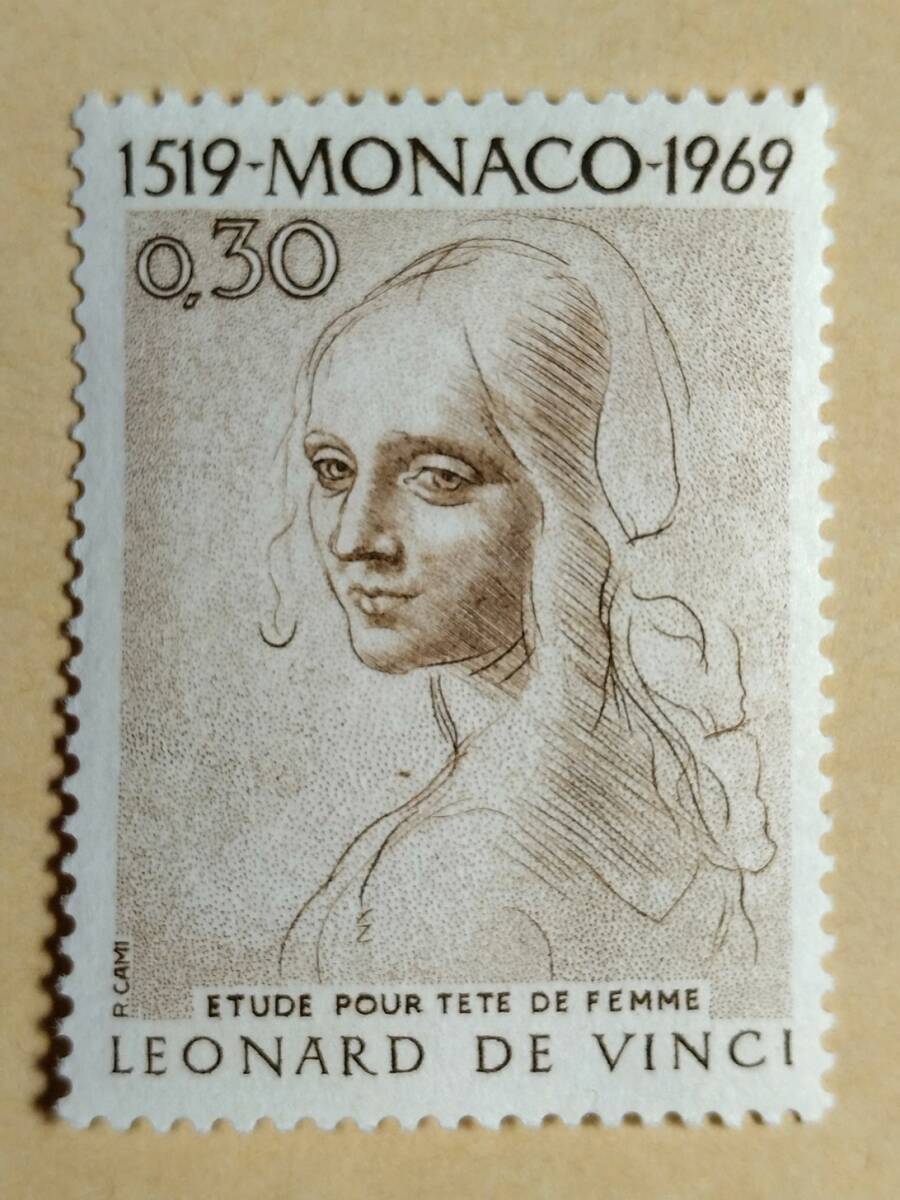 1519-MONACO-1969
0,30
R. CAMI
ETUDE POUR TETE DE FEMME
LEONARD DE VINCI